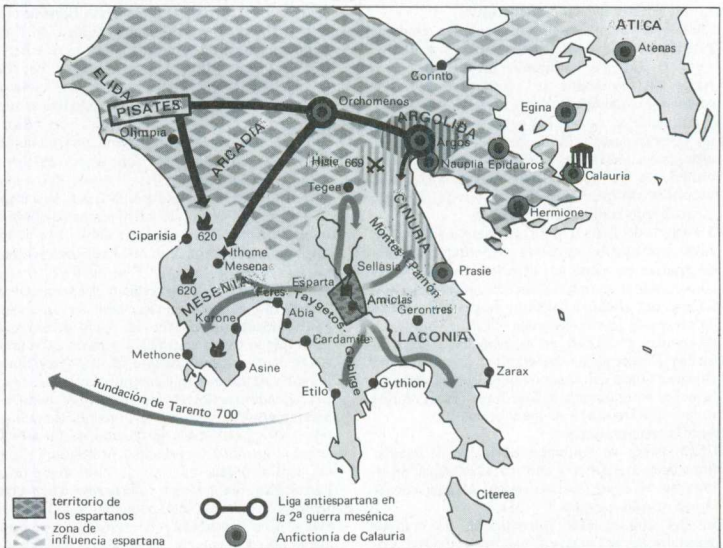 ATICA
Atenas
Corinto
ELIDA
PISATES
Orchomenos
Egina
ARGOLIDA
Argos
Olimpia
ARCADIA
Hisie 669
Nauplia
Epidauros
Calauria
Tegea
CINURIA
Hermione
620
Ciparisia
Ithome
Mesena
Montes Parnón
Sellasia
Prasie
620
Esparta
MESENIA
Feres
Taygetos-Gebirge
Amiclas
Gerontres
Korone
Abia
LACONIA
Methone
Cardamile
Asine
Zarax
Etilo
Gythion
fundación de Tarento 700
Citerea
territorio de
los espartanos
zona de
influencia espartana
Liga antiespartana en
la 2ª guerra mesénica
Anfictionía de Calauria